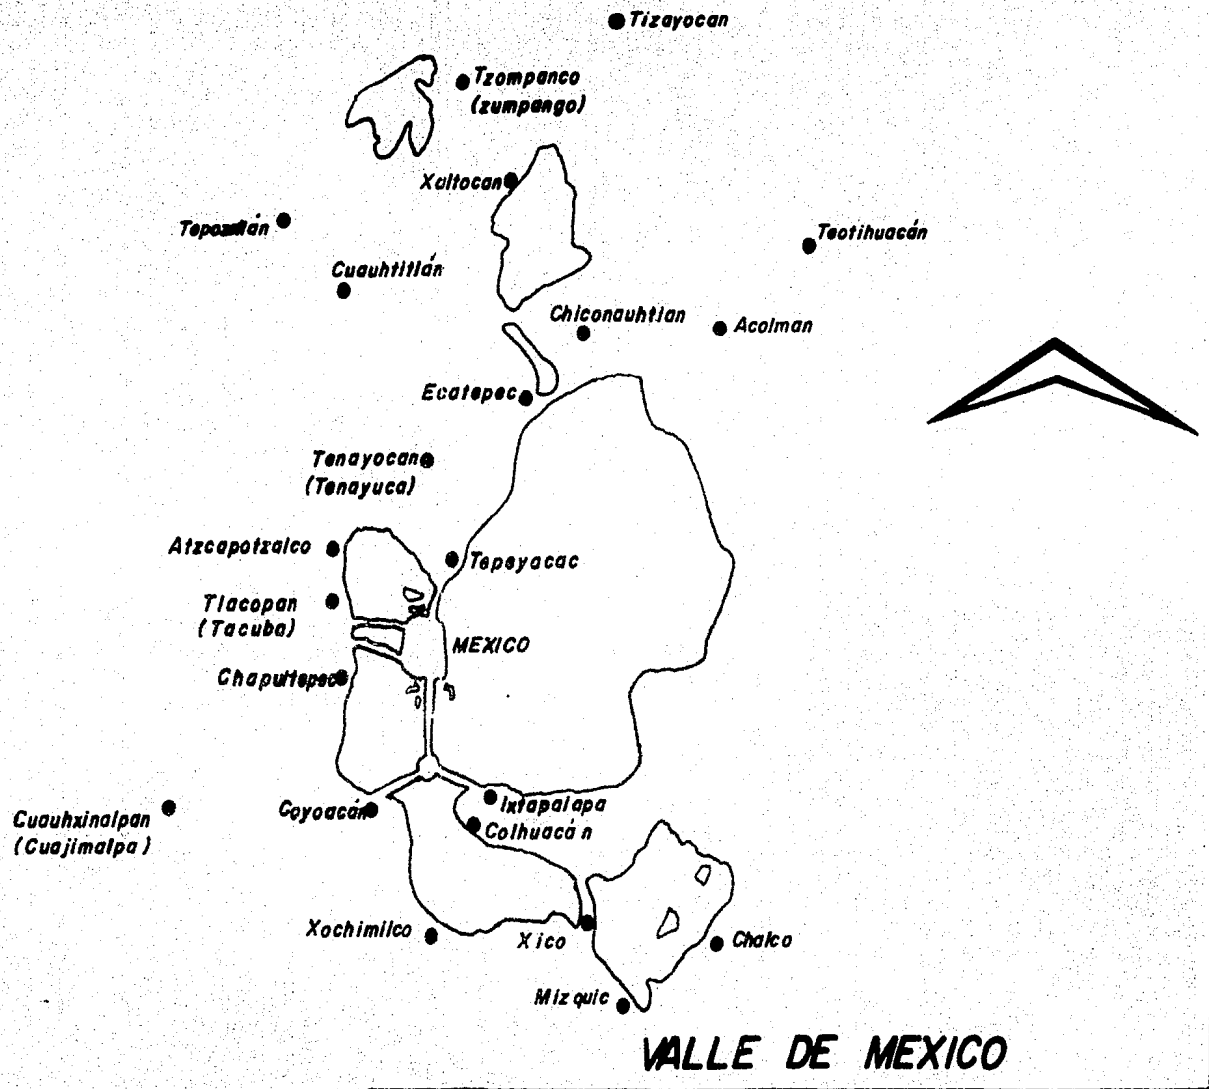 Tizayocan
Tzompanco
(zumpango)
Xaltocan
Teotihuacán
Cuauhtitlán
Chiconauhtlan
Acolman
Ecatepec
Tenayocan
(Tenayuca)
Atzcapotzalco
Tepeyacac
Tlacopan
(Tacuba)
MEXICO
Chapultepec
Ixtapalapa
Coyoacán
Cuauhxinalpan
(Cuajimalpa)
Colhuacán
Xochimilco
Xico
Chalco
Mizquic
VALLE DE MEXICO